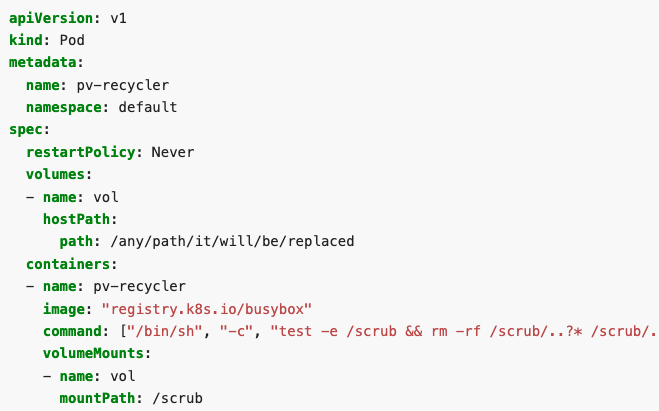 apiVersion: v1
kind: Pod
metadata:
  name: pv-recycler
  namespace: default
spec:
  restartPolicy: Never
  volumes:
  - name: vol
    hostPath:
      path: /any/path/it/will/be/replaced
  containers:
  - name: pv-recycler
    image: "registry.k8s.io/busybox"
    command: ["/bin/sh", "-c", "test -e /scrub && rm -rf /scrub/..?* /scrub/.
    volumeMounts:
    - name: vol
      mountPath: /scrub